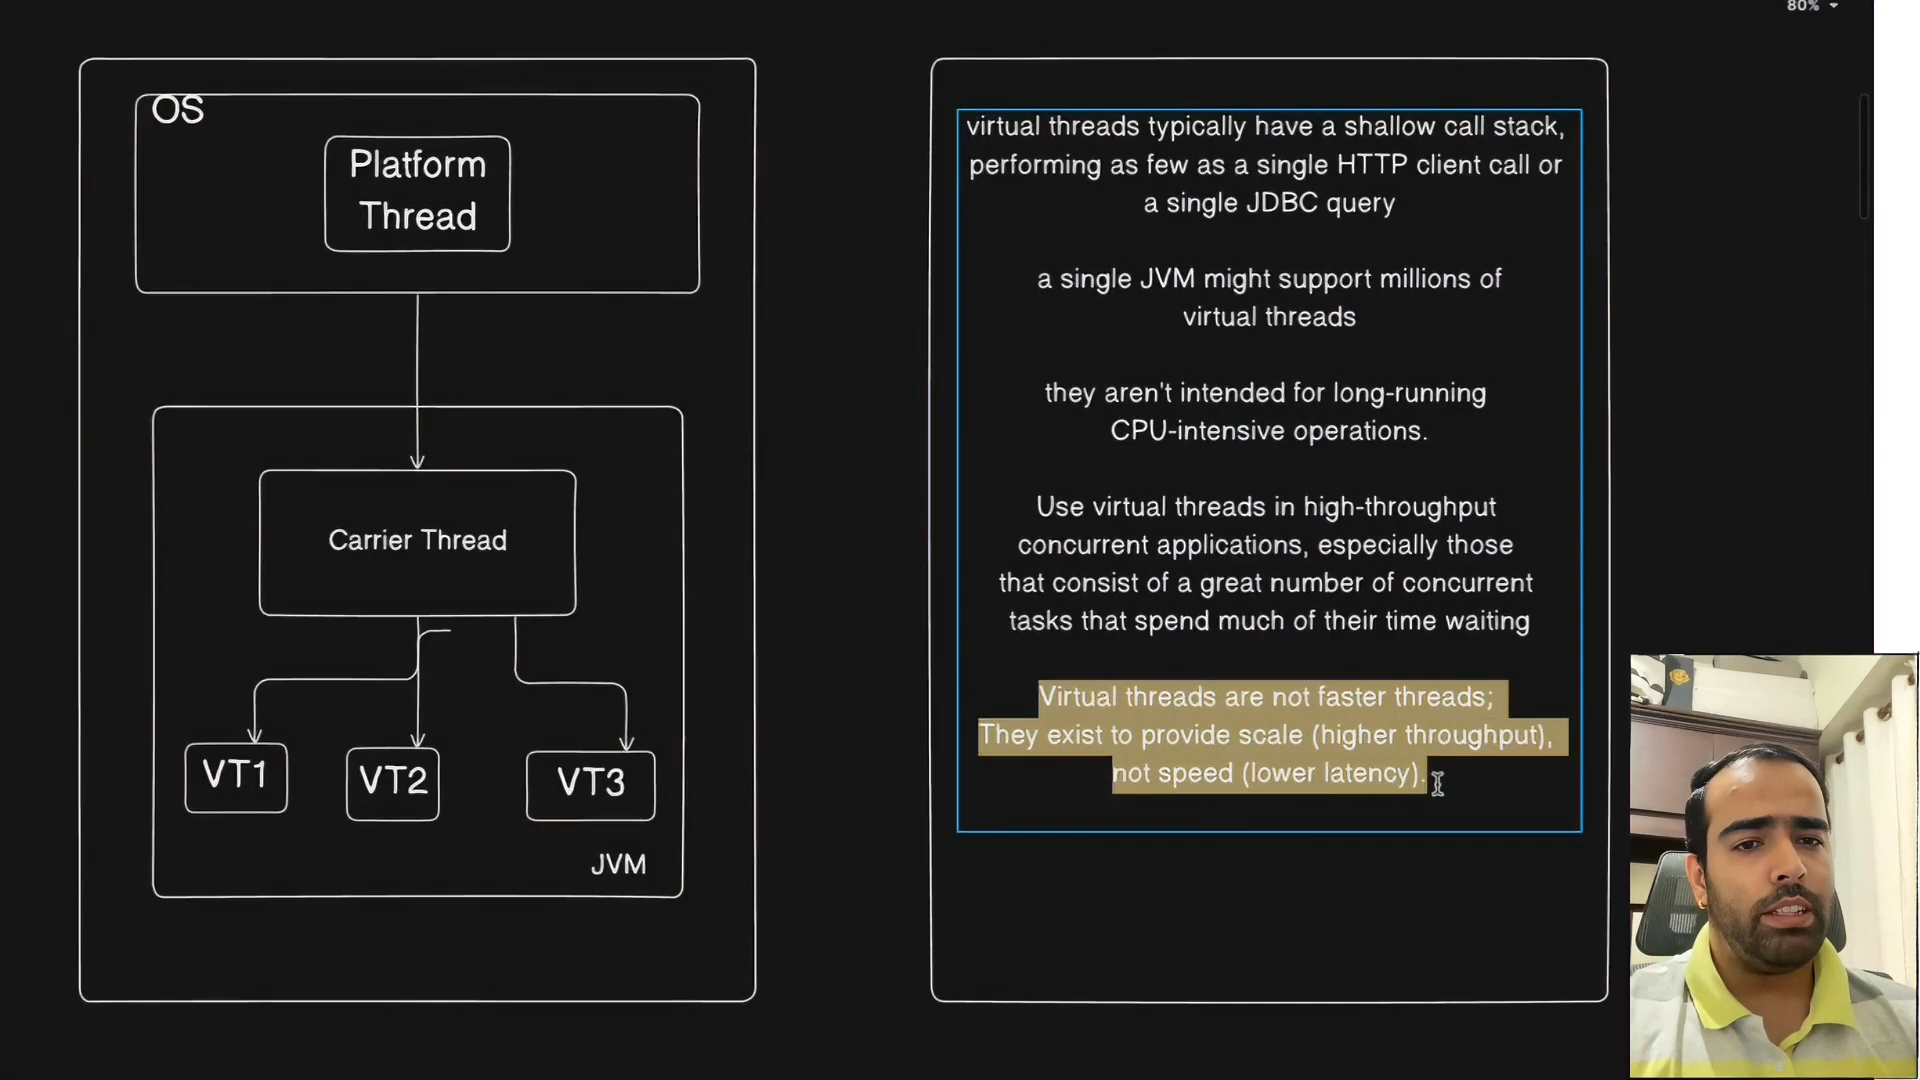 80%
OS
Platform
Thread
Carrier Thread
VT1
VT2
VT3
JVM
virtual threads typically have a shallow call stack,
performing as few as a single HTTP client call or
a single JDBC query
a single JVM might support millions of
virtual threads
they aren't intended for long-running
CPU-intensive operations.
Use virtual threads in high-throughput
concurrent applications, especially those
that consist of a great number of concurrent
tasks that spend much of their time waiting
Virtual threads are not faster threads;
They exist to provide scale (higher throughput),
not speed (lower latency).